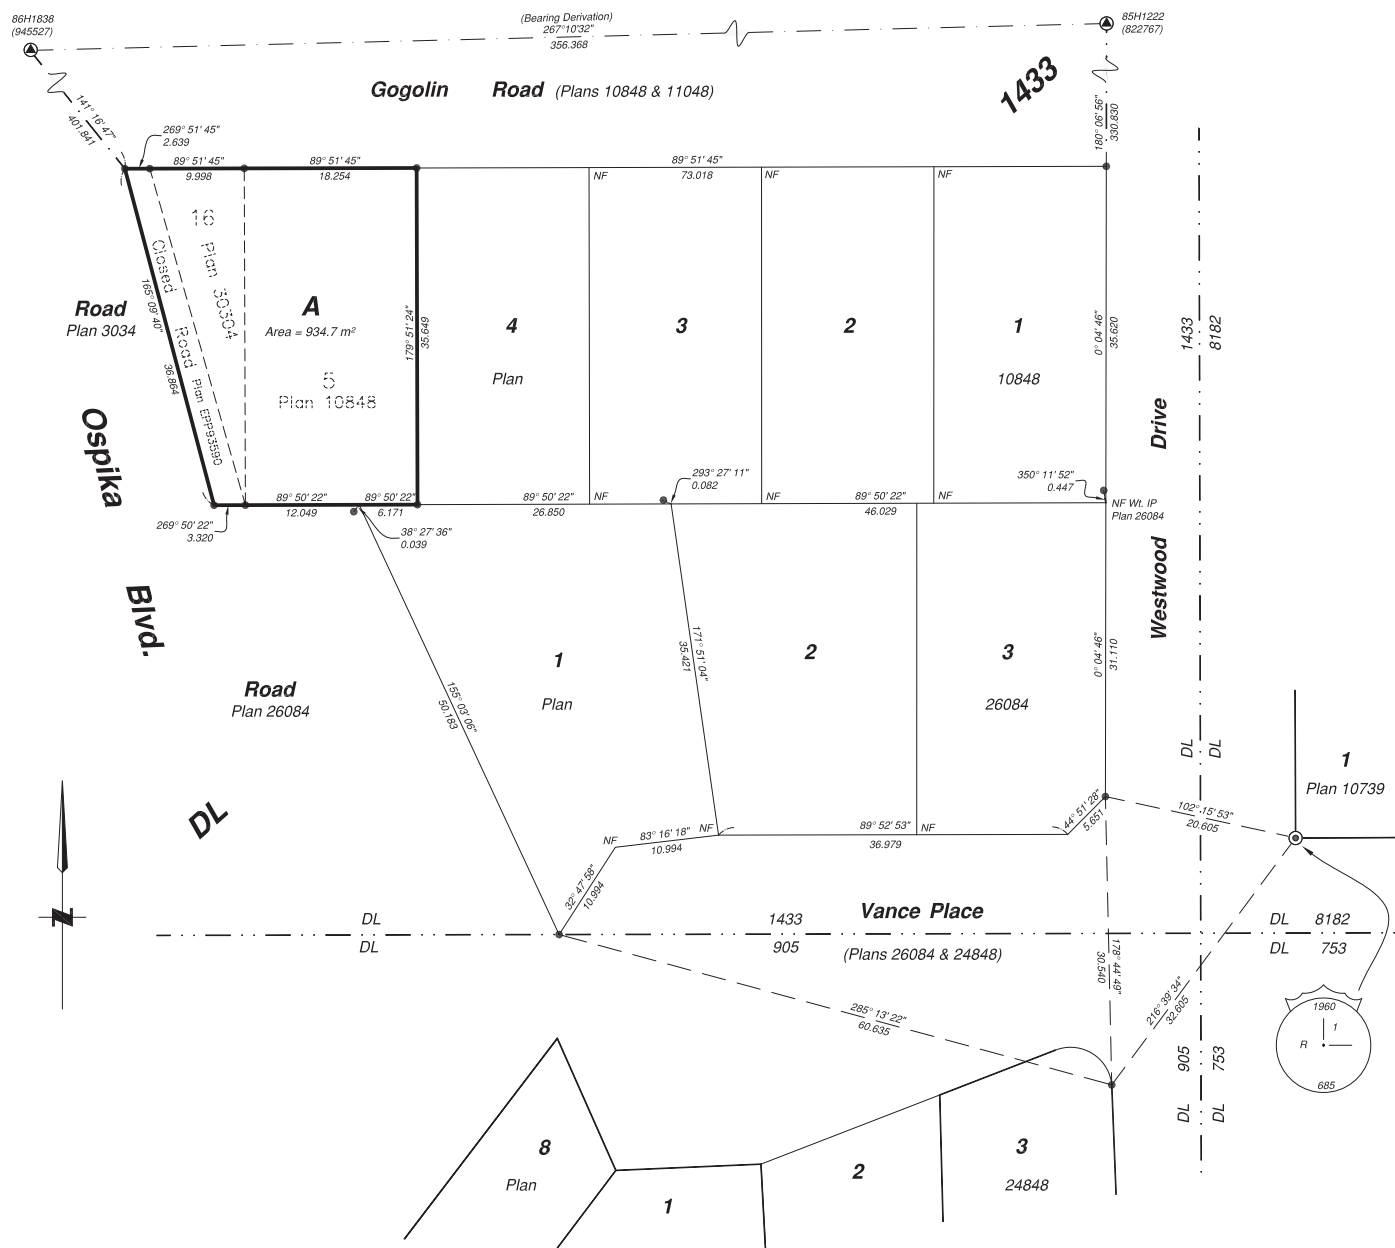 86H1838
(945527)
(Bearing Derivation)
267°10'32"
356.368
85H1222
(822767)
Gogolin Road (Plans 10848 & 11048)
1433
141° 16' 47"
401.841
180° 06' 56"
330.830
269° 51' 45"
2.639
89° 51' 45"
9.998
89° 51' 45"
18.254
89° 51' 45"
73.018
NF
NF
NF
16
Plan 30304
Closed Road Plan EPP93590
165° 09' 40"
36.864
Road
Plan 3034
A
Area = 934.7 m²
5
Plan 10848
179° 51' 24"
35.649
4
Plan
3
2
1
10848
0° 04' 46"
35.620
1433
8182
Ospika
Blvd.
Westwood Drive
293° 27' 11"
0.082
350° 11' 52"
0.447
NF Wt. IP
Plan 26084
89° 50' 22"
12.049
89° 50' 22"
6.171
89° 50' 22"
26.850
NF
NF
89° 50' 22"
46.029
NF
269° 50' 22"
3.320
38° 27' 36"
0.039
155° 03' 06"
50.183
171° 51' 04"
35.421
0° 04' 46"
31.110
1
Plan
2
3
26084
Road
Plan 26084
DL
DL
DL
1
Plan 10739
102° 15' 53"
20.605
44° 51' 28"
5.651
NF
83° 16' 18"
10.994
NF
89° 52' 53"
36.979
NF
32° 47' 58"
10.994
DL
DL
1433
905
Vance Place
(Plans 26084 & 24848)
DL 8182
DL 753
178° 44' 49"
30.540
216° 39' 34"
32.605
285° 13' 22"
60.635
1960
1
R
685
905
753
DL
DL
8
Plan
1
2
3
24848
N